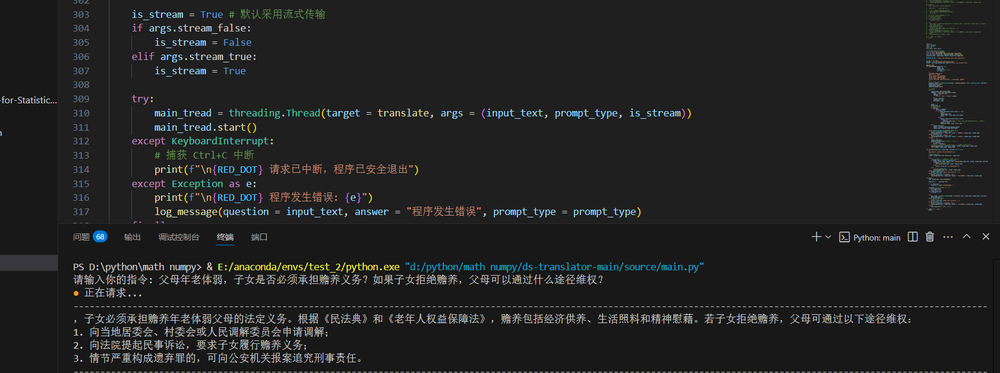 302
303 is_stream = True # 默认采用流式传输
304 if args.stream_false:
305 is_stream = False
306 elif args.stream_true:
307 is_stream = True
308
309 try:
310 main_tread = threading.Thread(target = translate, args = (input_text, prompt_type, is_stream))
311 main_tread.start()
312 except KeyboardInterrupt:
313 # 捕获 Ctrl+C 中断
314 print(f"\n{RED_DOT} 请求已中断，程序已安全退出")
315 except Exception as e:
316 print(f"\n{RED_DOT} 程序发生错误: {e}")
317 log_message(question = input_text, answer = "程序发生错误", prompt_type = prompt_type)
-for-Statistic...
问题 68 输出 调试控制台 终端 端口 Python: main
PS D:\python\math numpy> & E:/anaconda/envs/test_2/python.exe "d:/python/math numpy/ds-translator-main/source/main.py"
请输入你的指令: 父母年老体弱，子女是否必须承担赡养义务？如果子女拒绝赡养，父母可以通过什么途径维权？
● 正在请求...
，子女必须承担赡养年老体弱父母的法定义务。根据《民法典》和《老年人权益保障法》，赡养包括经济供养、生活照料和精神慰藉。若子女拒绝赡养，父母可通过以下途径维权：
1. 向当地居委会、村委会或人民调解委员会申请调解；
2. 向法院提起民事诉讼，要求子女履行赡养义务；
3. 情节严重构成遗弃罪的，可向公安机关报案追究刑事责任。